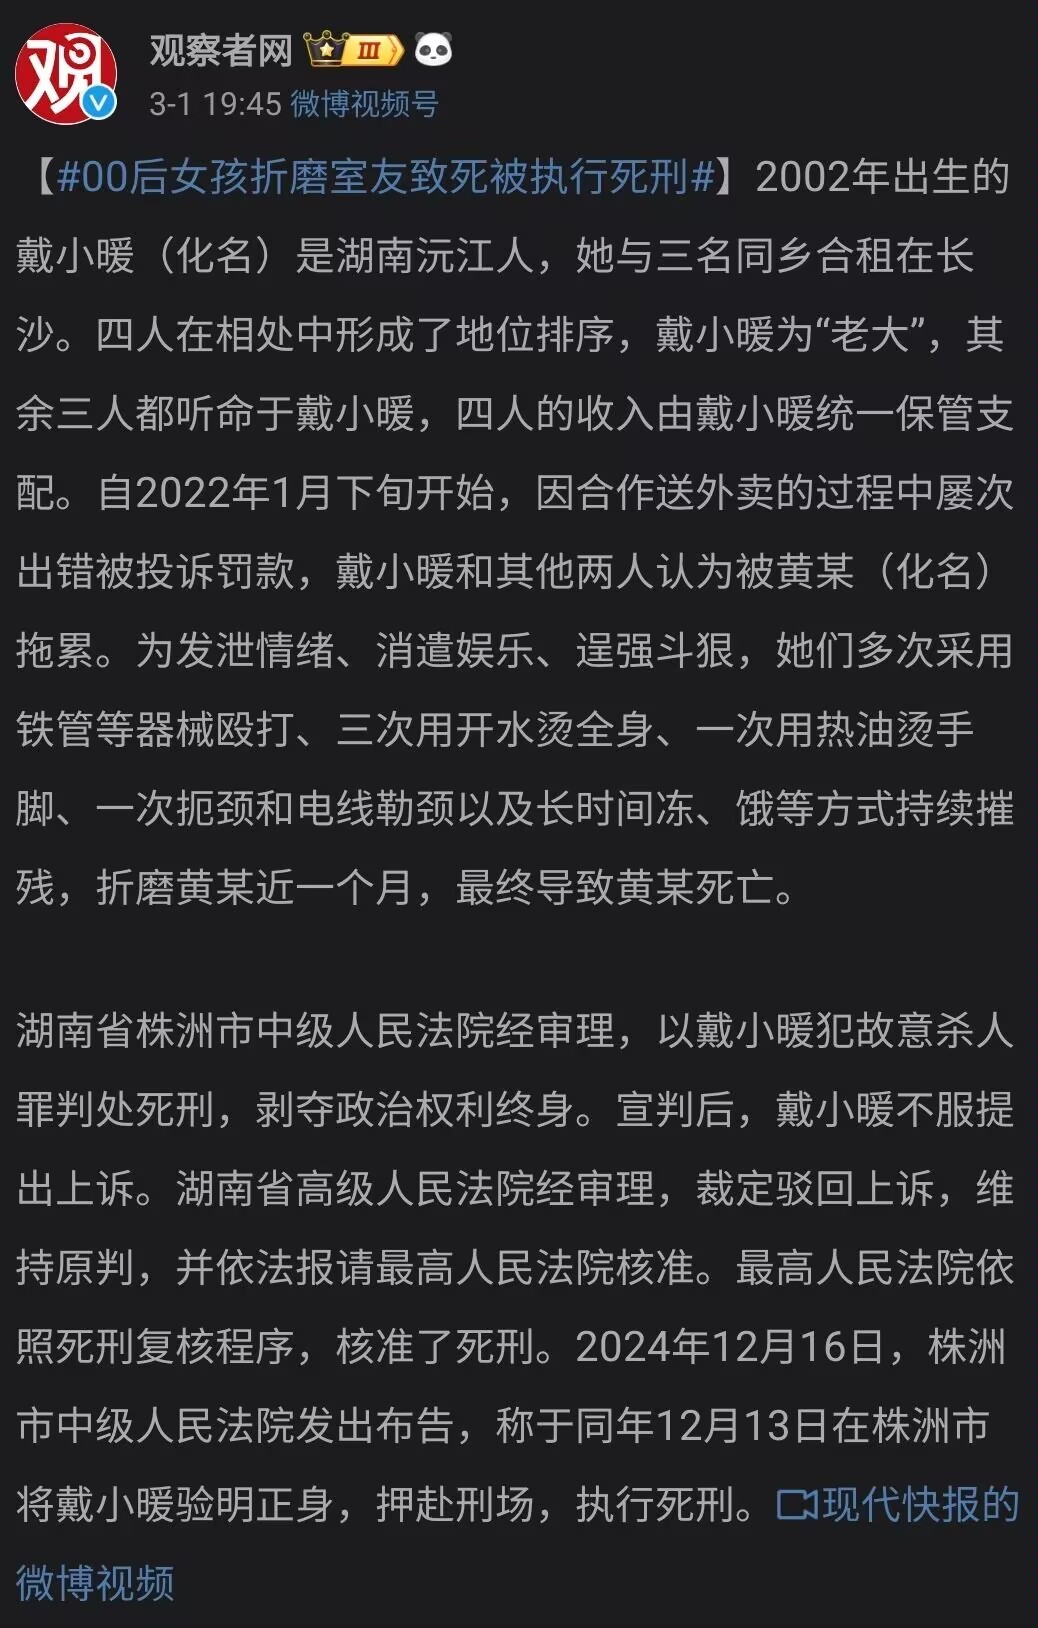 观
观察者网 III
3-1 19:45 微博视频号
【#00后女孩折磨室友致死被执行死刑#】2002年出生的
戴小暖（化名）是湖南沅江人，她与三名同乡合租在长
沙。四人在相处中形成了地位排序，戴小暖为“老大”，其
余三人都听命于戴小暖，四人的收入由戴小暖统一保管支
配。自2022年1月下旬开始，因合作送外卖的过程中屡次
出错被投诉罚款，戴小暖和其他两人认为被黄某（化名）
拖累。为发泄情绪、消遣娱乐、逞强斗狠，她们多次采用
铁管等器械殴打、三次用开水烫全身、一次用热油烫手
脚、一次扼颈和电线勒颈以及长时间冻、饿等方式持续摧
残，折磨黄某近一个月，最终导致黄某死亡。
湖南省株洲市中级人民法院经审理，以戴小暖犯故意杀人
罪判处死刑，剥夺政治权利终身。宣判后，戴小暖不服提
出上诉。湖南省高级人民法院经审理，裁定驳回上诉，维
持原判，并依法报请最高人民法院核准。最高人民法院依
照死刑复核程序，核准了死刑。2024年12月16日，株洲
市中级人民法院发出布告，称于同年12月13日在株洲市
将戴小暖验明正身，押赴刑场，执行死刑。现代快报的
微博视频